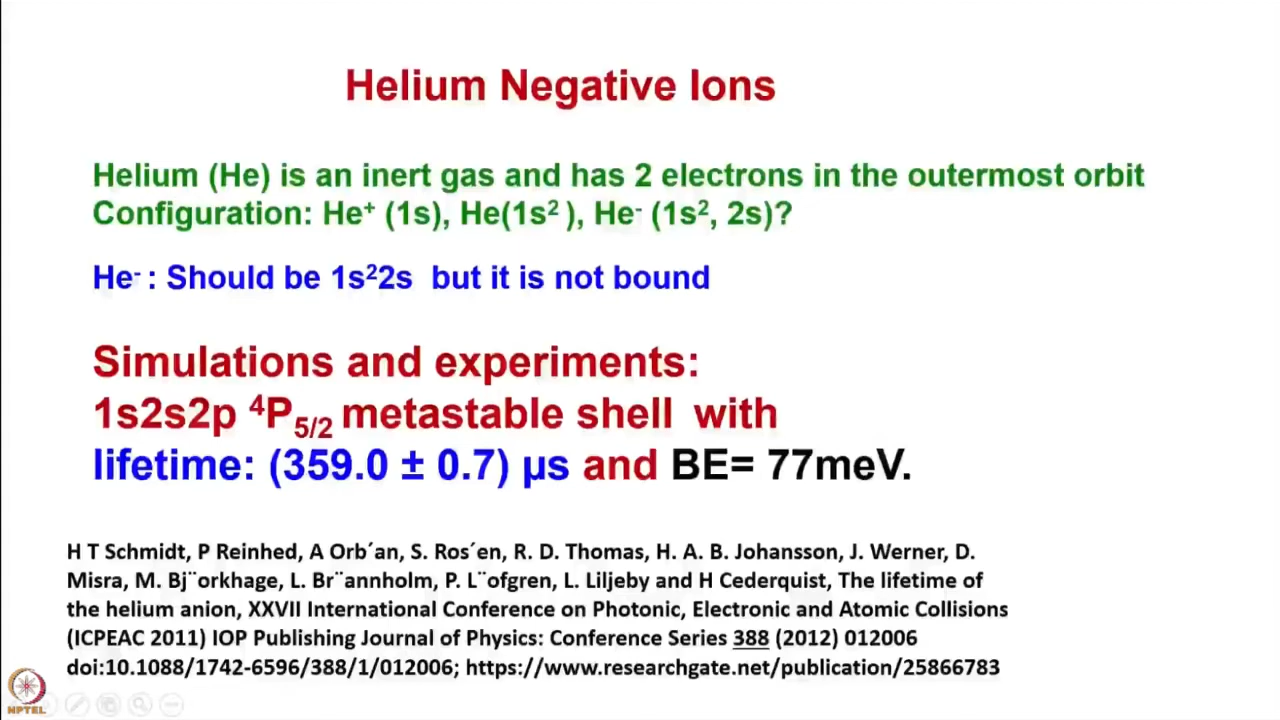 Helium Negative Ions
Helium (He) is an inert gas and has 2 electrons in the outermost orbit
Configuration: He⁺ (1s), He(1s² ), He⁻ (1s², 2s)?
He⁻ : Should be 1s²2s but it is not bound
Simulations and experiments:
1s2s2p ⁴P₅/₂ metastable shell with
lifetime: (359.0 ± 0.7) µs and BE= 77meV.
H T Schmidt, P Reinhed, A Orb´an, S. Ros´en, R. D. Thomas, H. A. B. Johansson, J. Werner, D.
Misra, M. Bj¨orkhage, L. Br¨annholm, P. L¨ofgren, L. Liljeby and H Cederquist, The lifetime of
the helium anion, XXVII International Conference on Photonic, Electronic and Atomic Collisions
(ICPEAC 2011) IOP Publishing Journal of Physics: Conference Series 388 (2012) 012006
doi:10.1088/1742-6596/388/1/012006; https://www.researchgate.net/publication/25866783
NPTEL